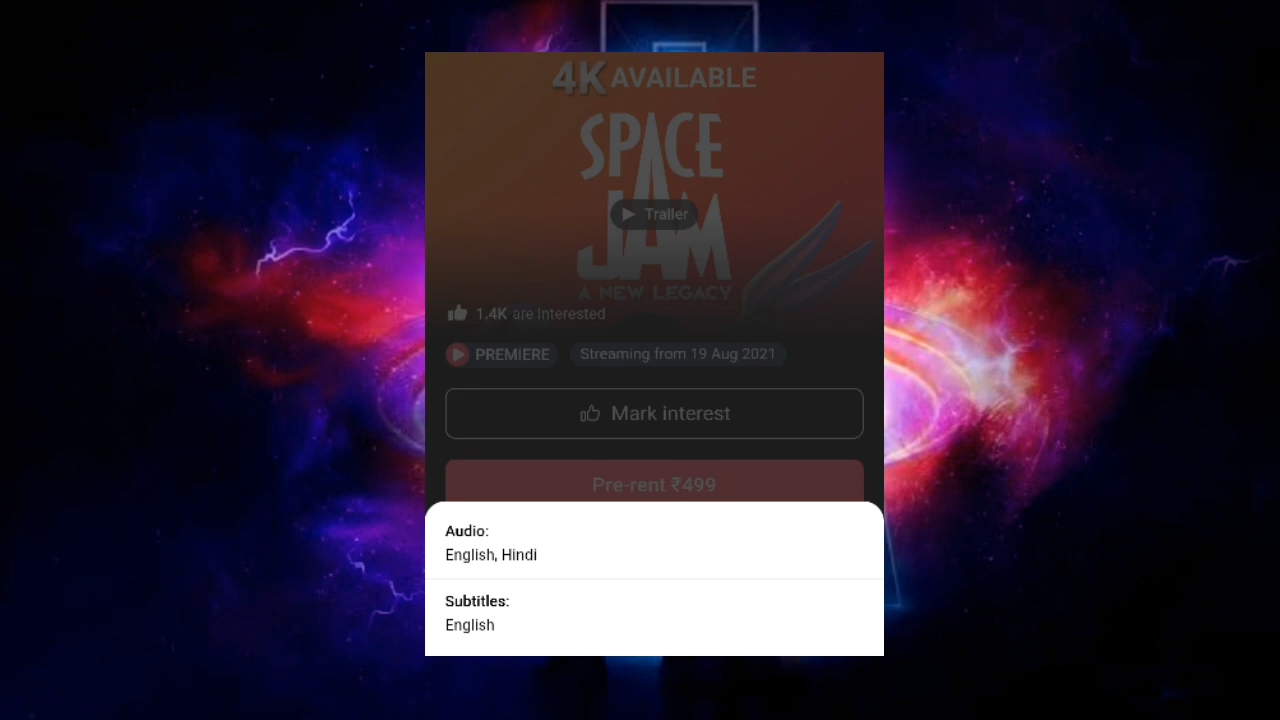 4K AVAILABLE
SPACE
JAM
A NEW LEGACY
Trailer
1.4K are interested
PREMIERE
Streaming from 19 Aug 2021
Mark interest
Pre-rent ₹499
Audio:
English, Hindi
Subtitles:
English